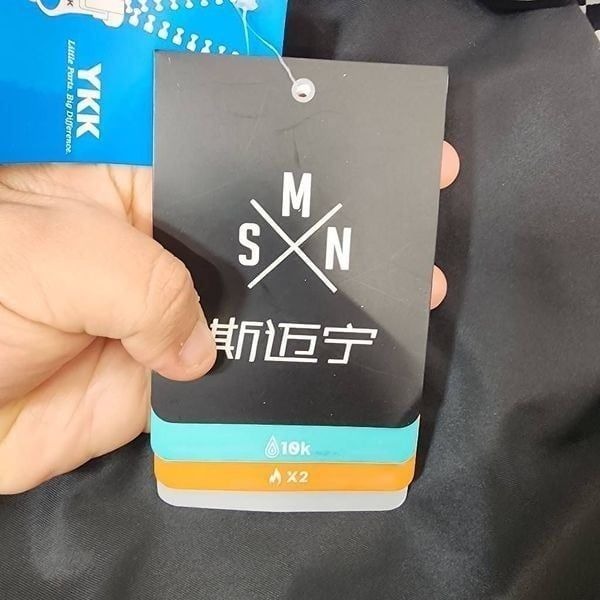 YKK
Little Parts. Big Difference.
M
S N
斯迈宁
10k
X2